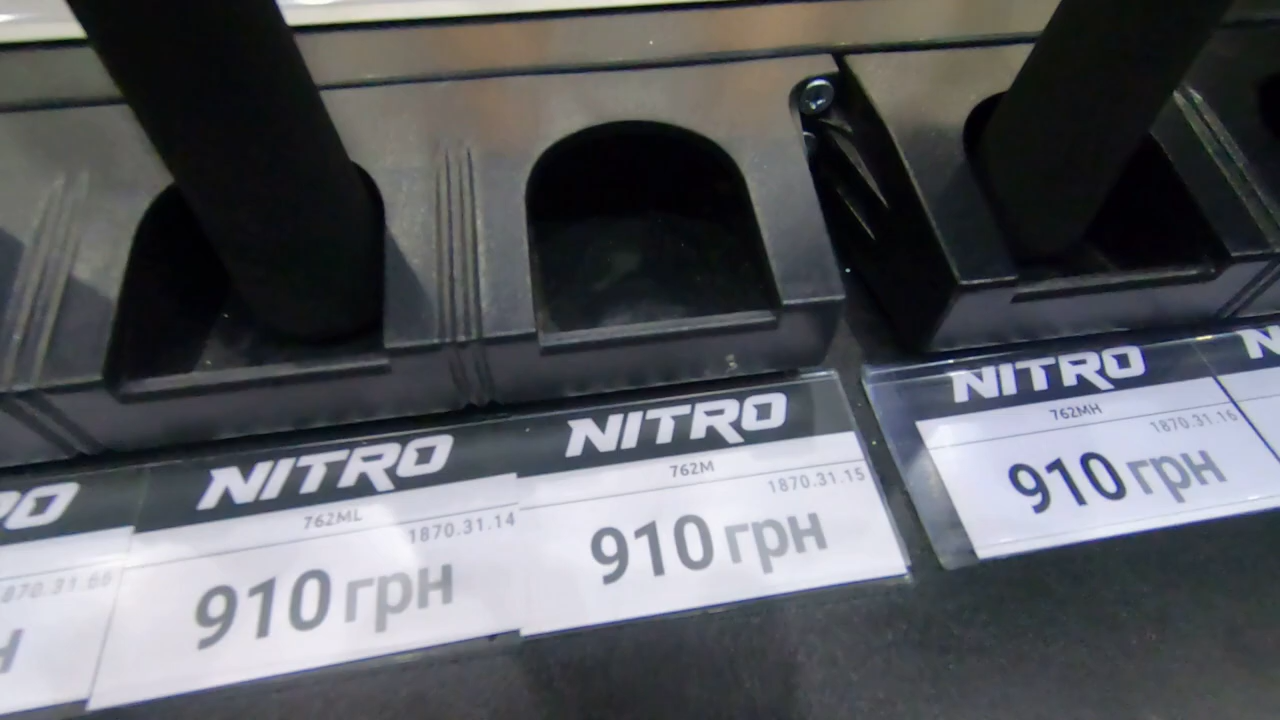 NITRO
762ML
1870.31.14
910 грн
NITRO
762M
1870.31.15
910 грн
NITRO
762MH
1870.31.16
910 грн